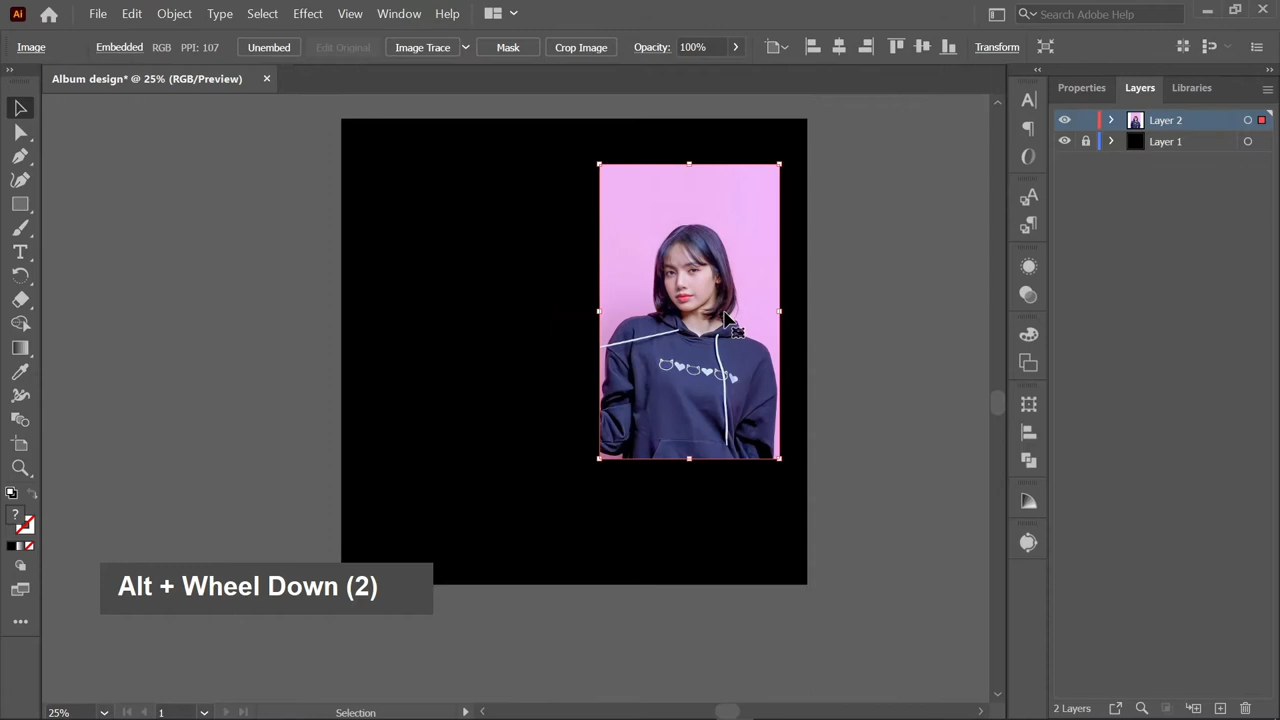 Ai File Edit Object Type Select Effect View Window Help Search Adobe Help
Image Embedded RGB PPI: 107 Unembed Edit Original Image Trace Mask Crop Image Opacity: 100% Transform
Album design* @ 25% (RGB/Preview)
Properties Layers Libraries
Layer 2
Layer 1
Alt + Wheel Down (2)
25% 1 Selection 2 Layers